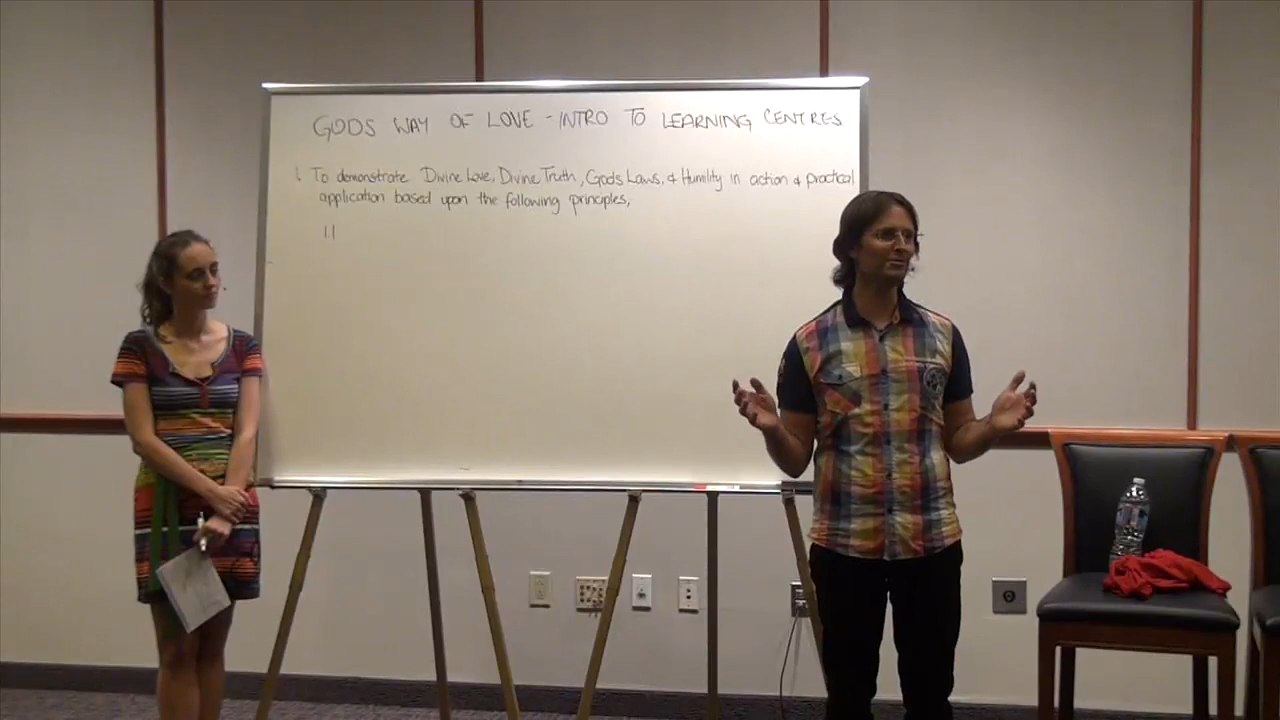 GODS WAY OF LOVE - INTRO TO LEARNING CENTRES
1. To demonstrate Divine Love, Divine Truth, Gods Laws, & Humility in action & practical
application based upon the following principles,
1.1